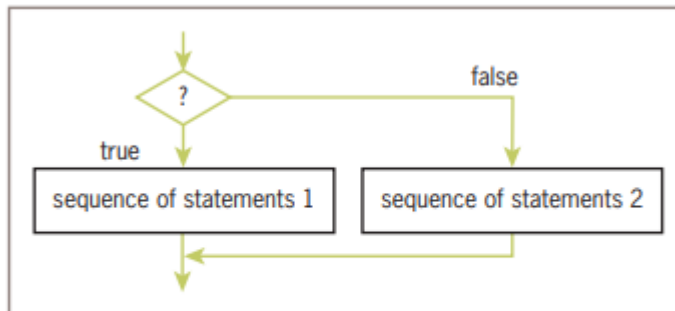 ?
false
true
sequence of statements 1
sequence of statements 2